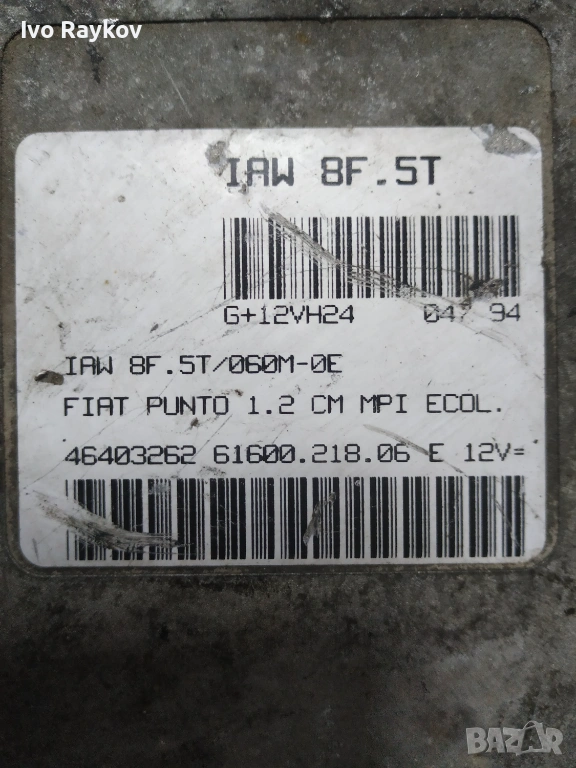 Ivo Raykov
IAW 8F.5T
G+12VH24 047 94
IAW 8F.5T/060M-0E
FIAT PUNTO 1.2 CM MPI ECOL.
46403262 61600.218.06 E 12V=
BAZAR